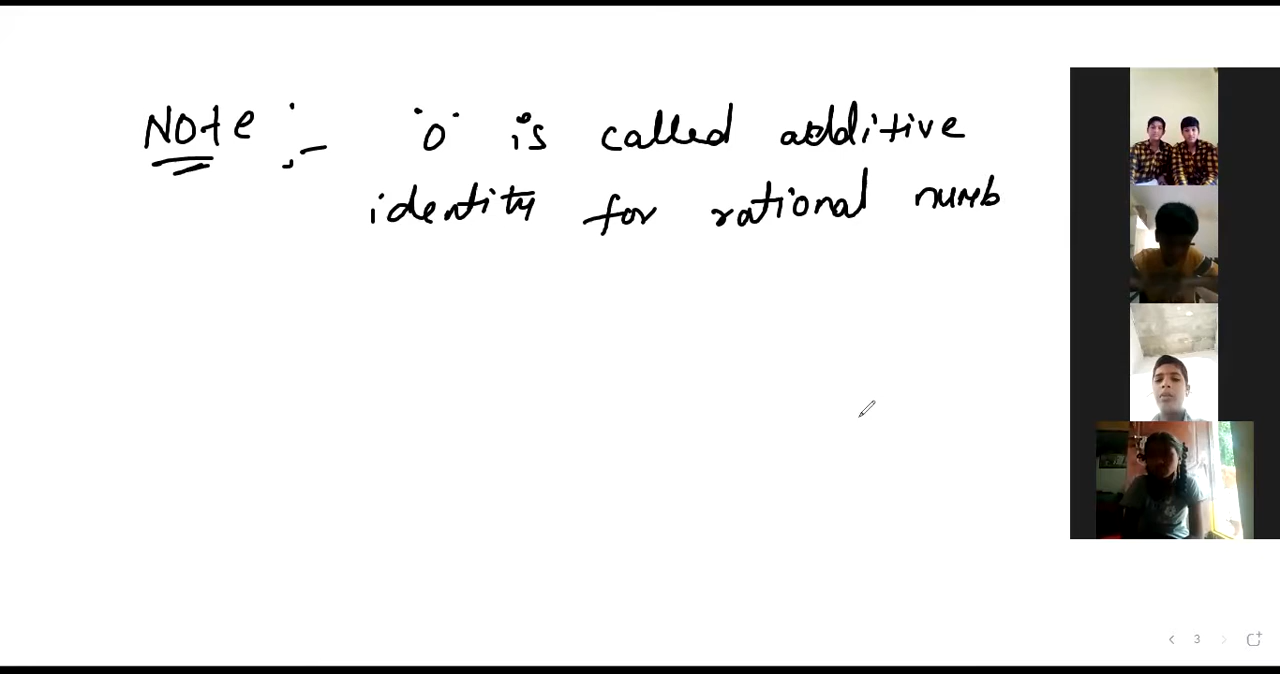 Note :- '0' is called additive
identity for rational numb
3